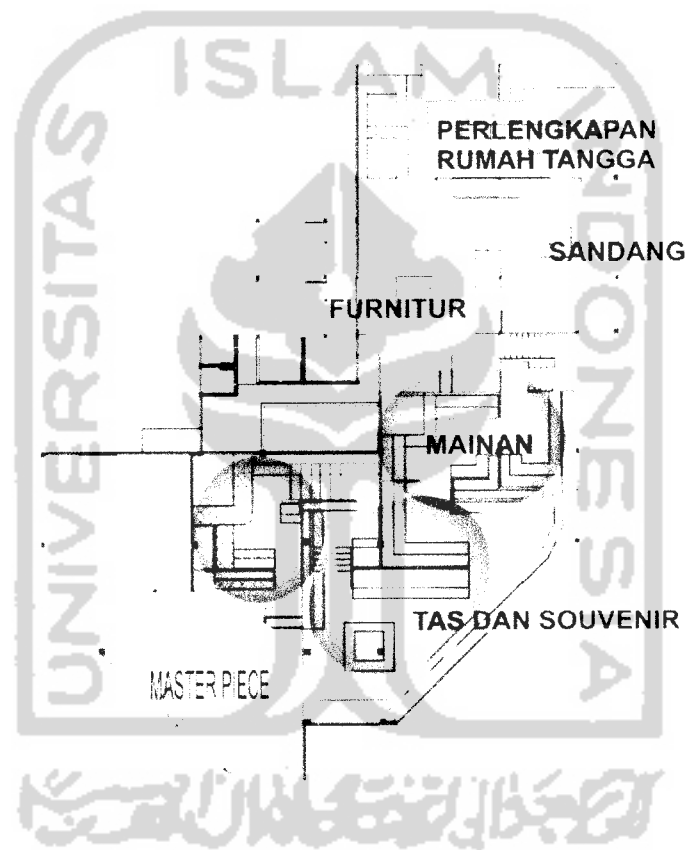 ISLAM
UNIVERSITAS
INDONESIA
PERLENGKAPAN
RUMAH TANGGA
SANDANG
FURNITUR
MAINAN
TAS DAN SOUVENIR
MASTER PIECE